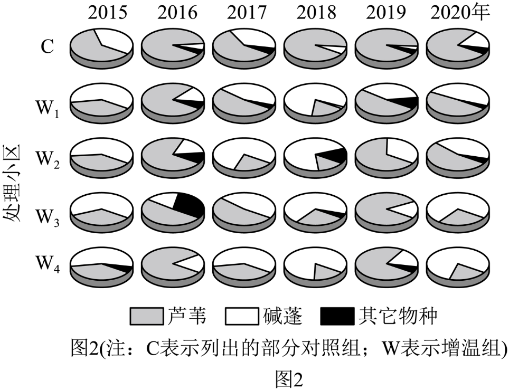 2015 2016 2017 2018 2019 2020年
C
W₁
W₂
W₃
W₄
处理小区
芦苇 碱蓬 其它物种
图2(注：C表示列出的部分对照组；W表示增温组)
图2